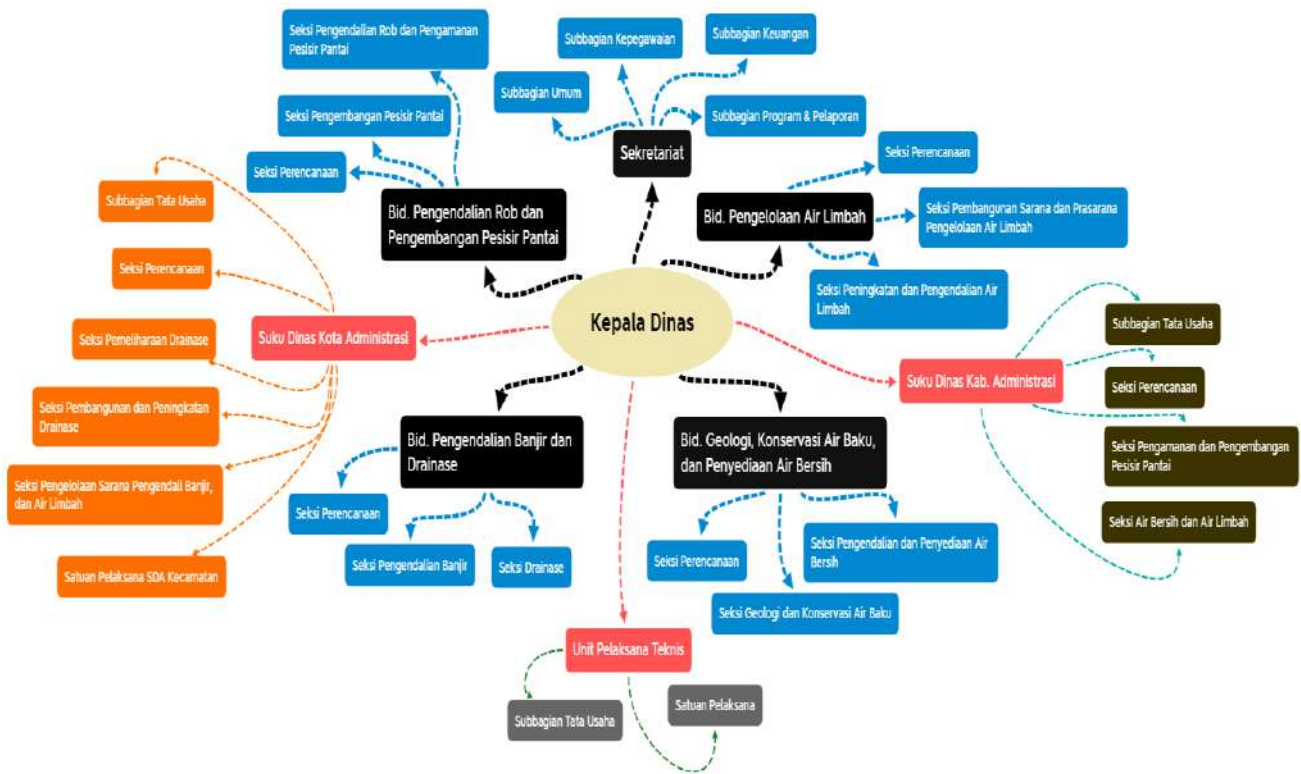 Seksi Pengendalian Rob dan Pengamanan
Pesisir Pantai
Subbagian Kepegawaian
Subbagian Keuangan
Subbagian Umum
Seksi Pengembangan Pesisir Pantai
Subbagian Program & Pelaporan
Sekretariat
Seksi Perencanaan
Seksi Perencanaan
Subbagian Tata Usaha
Bid. Pengendalian Rob dan
Pengembangan Pesisir Pantai
Bid. Pengelolaan Air Limbah
Seksi Pembangunan Sarana dan Prasarana
Pengelolaan Air Limbah
Seksi Perencanaan
Seksi Peningkatan dan Pengendalian Air
Limbah
Kepala Dinas
Subbagian Tata Usaha
Seksi Pemeliharaan Drainase
Suku Dinas Kota Administrasi
Suku Dinas Kab. Administrasi
Seksi Perencanaan
Seksi Pembangunan dan Peningkatan
Drainase
Bid. Pengendalian Banjir dan
Drainase
Bid. Geologi, Konservasi Air Baku,
dan Penyediaan Air Bersih
Seksi Pengamanan dan Pengembangan
Pesisir Pantai
Seksi Pengelolaan Sarana Pengendali Banjir,
dan Air Limbah
Seksi Perencanaan
Seksi Air Bersih dan Air Limbah
Seksi Pengendalian Banjir
Seksi Drainase
Seksi Perencanaan
Seksi Pengendalian dan Penyediaan Air
Bersih
Satuan Pelaksana SDA Kecamatan
Seksi Geologi dan Konservasi Air Baku
Unit Pelaksana Teknis
Subbagian Tata Usaha
Satuan Pelaksana